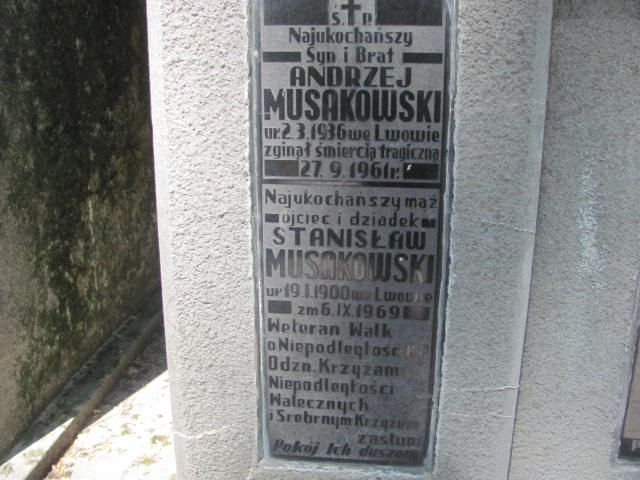 Ś. P.
Najukochańszy
Syn i Brat
ANDRZEJ
MUSAKOWSKI
ur. 2.3.1936 we Lwowie
zginął śmiercią tragiczną
27.9.1961r.
Najukochańszy mąż
ojciec i dziadek
STANISŁAW
MUSAKOWSKI
ur 19.I.1900 we Lwowie
zm 6.IX.1969
Weteran Walk
o Niepodległość
Odzn. Krzyżami
Niepodległości
Walecznych
i Srebrnym Krzyżem
zasługi
Pokój Ich duszom